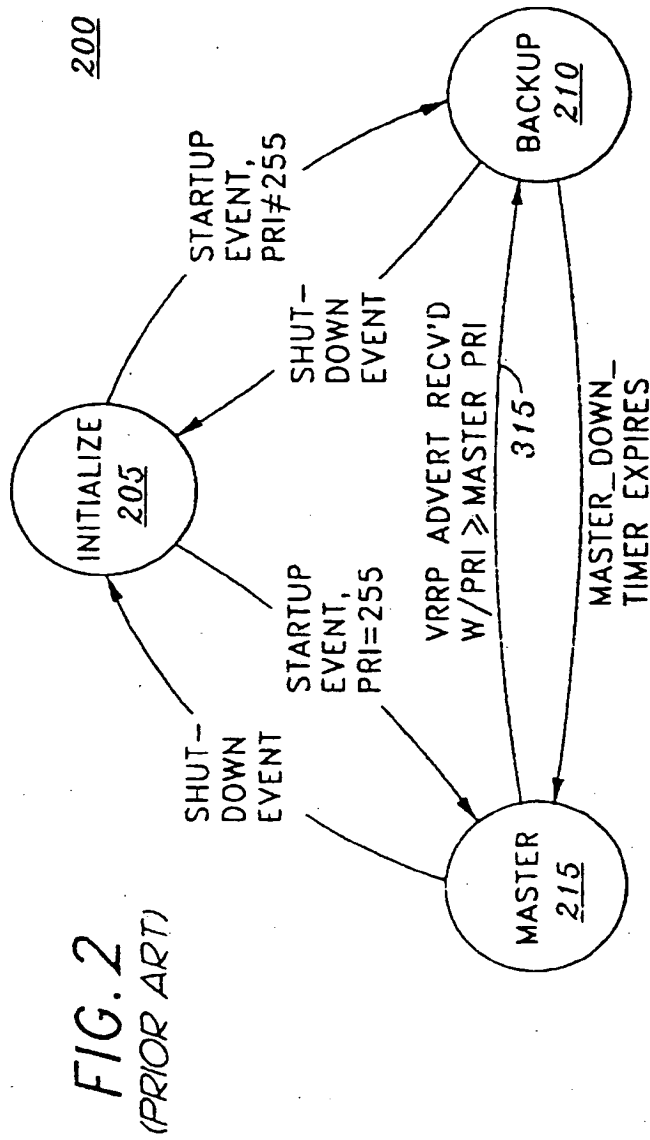 FIG. 2
(PRIOR ART)
200
INITIALIZE
205
SHUT-
DOWN
EVENT
STARTUP
EVENT,
PRI=255
SHUT-
DOWN
EVENT
STARTUP
EVENT,
PRI≠255
MASTER
215
VRRP ADVERT RECV'D
W/PRI ⩾ MASTER PRI
315
MASTER_DOWN_
TIMER EXPIRES
BACKUP
210